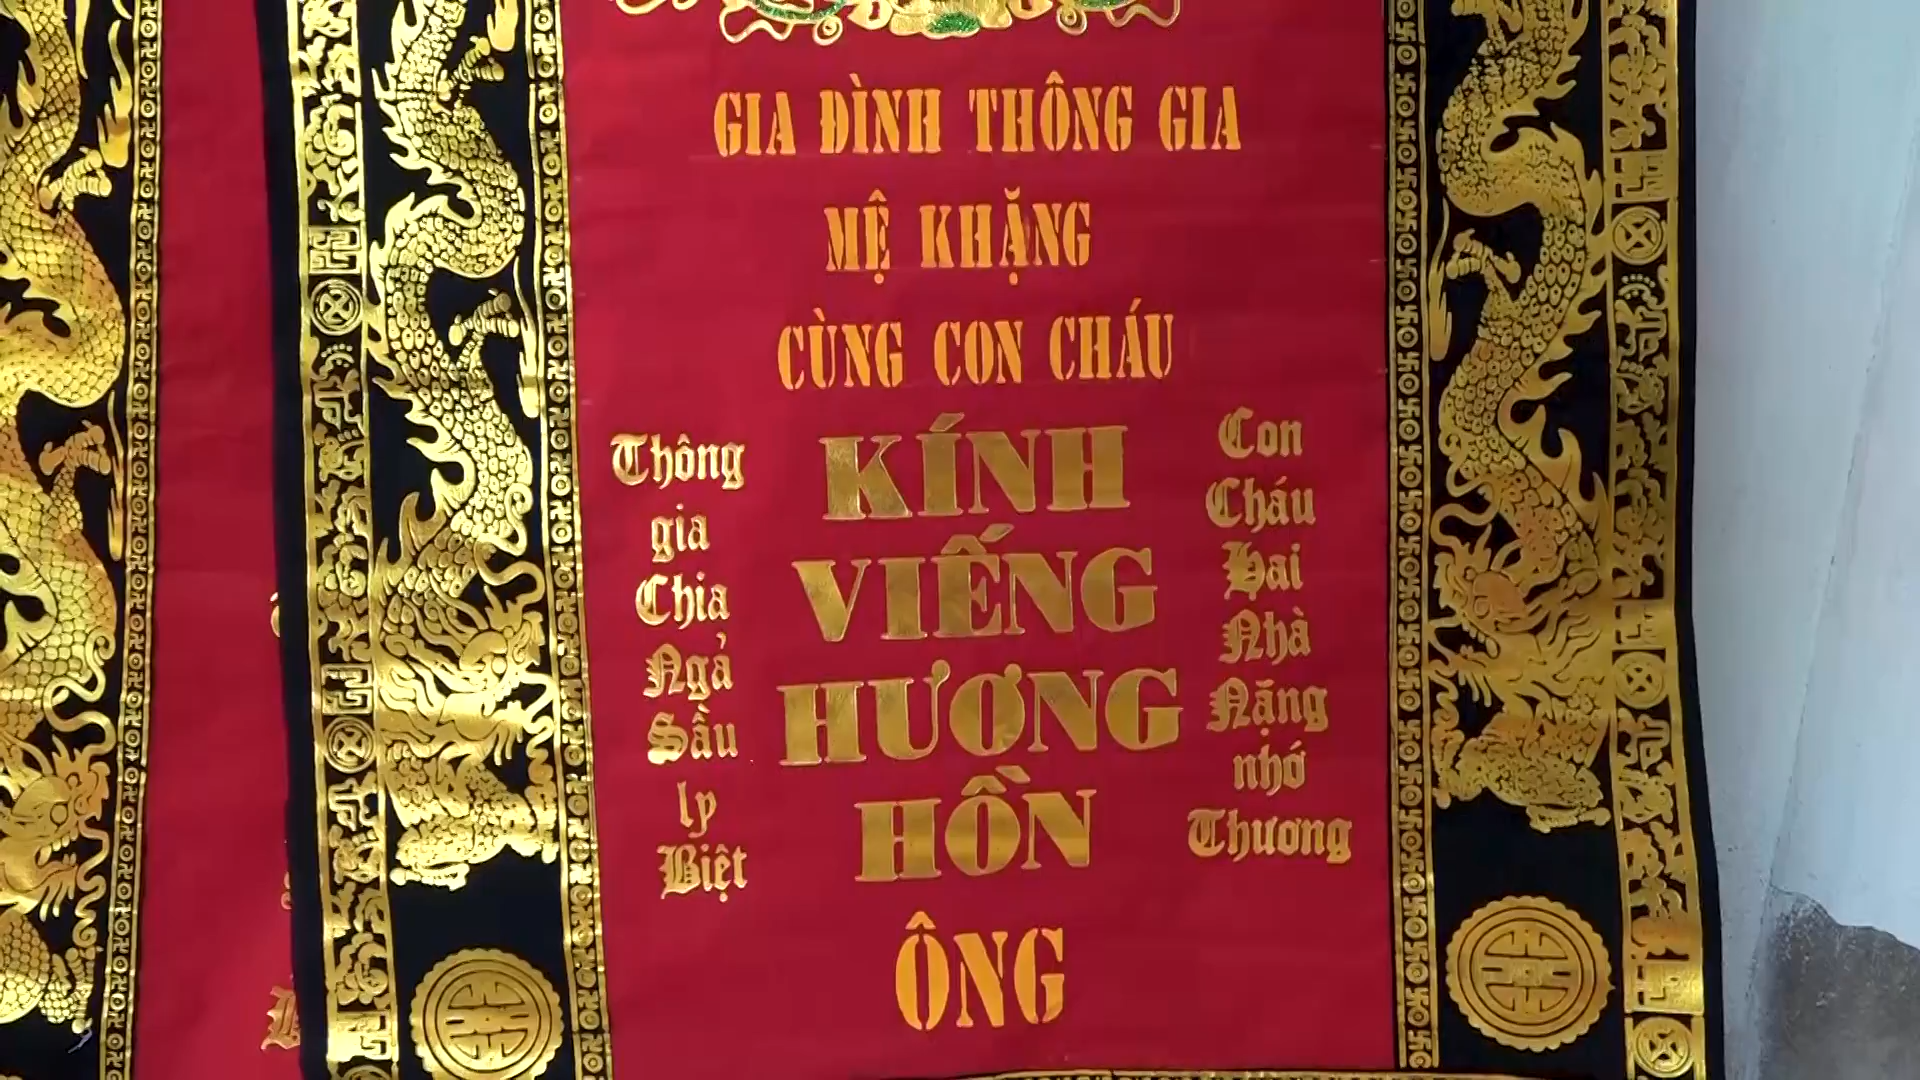 GIA ĐÌNH THÔNG GIA
MỆ KHẶNG
CÙNG CON CHÁU
Thông
gia
Chia
Ngả
Sầu
ly
Biệt
KÍNH
VIẾNG
HƯƠNG
HỒN
ÔNG
Con
Cháu
Hai
Nhà
Nặng
nhớ
Thương